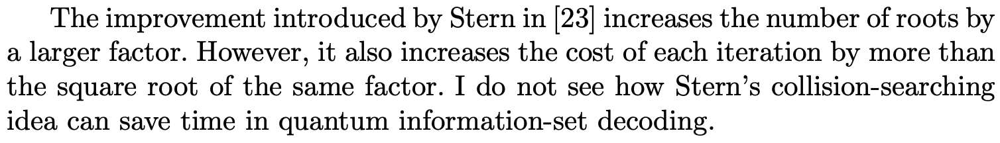 The improvement introduced by Stern in [23] increases the number of roots by
a larger factor. However, it also increases the cost of each iteration by more than
the square root of the same factor. I do not see how Stern’s collision-searching
idea can save time in quantum information-set decoding.